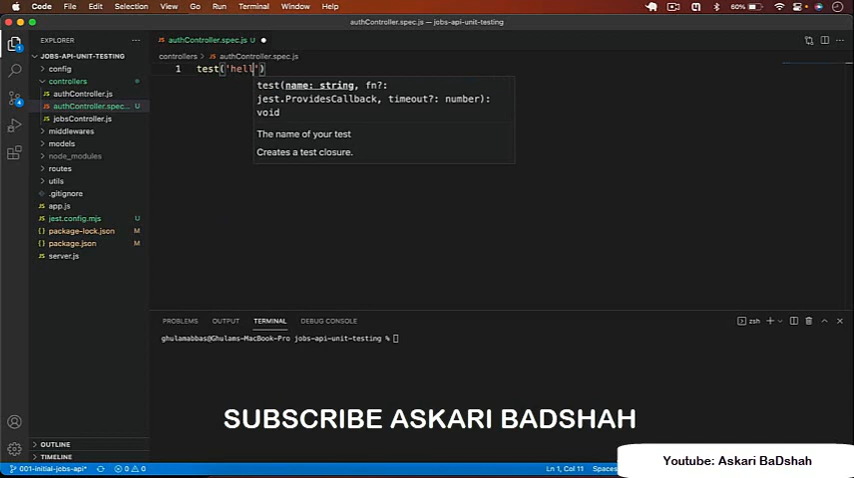 Code File Edit Selection View Go Run Terminal Window Help 60%
authController.spec.js — jobs-api-unit-testing
EXPLORER
authController.spec.js U
JOBS-API-UNIT-TESTING
controllers > authController.spec.js
config
1 test('hell')
controllers
authController.js
authController.spec... U
jobsController.js
middlewares
models
node_modules
routes
utils
.gitignore
app.js
jest.config.mjs U
package-lock.json M
package.json M
server.js
test(name: string, fn?:
jest.ProvidesCallback, timeout?: number):
void
The name of your test
Creates a test closure.
PROBLEMS OUTPUT TERMINAL DEBUG CONSOLE
zsh
ghulamabbas@Ghulams-MacBook-Pro jobs-api-unit-testing %
SUBSCRIBE ASKARI BADSHAH
Youtube: Askari BaDshah
OUTLINE
TIMELINE
001-initial-jobs-api* 0 0
Ln 1, Col 11 Spaces
1
4